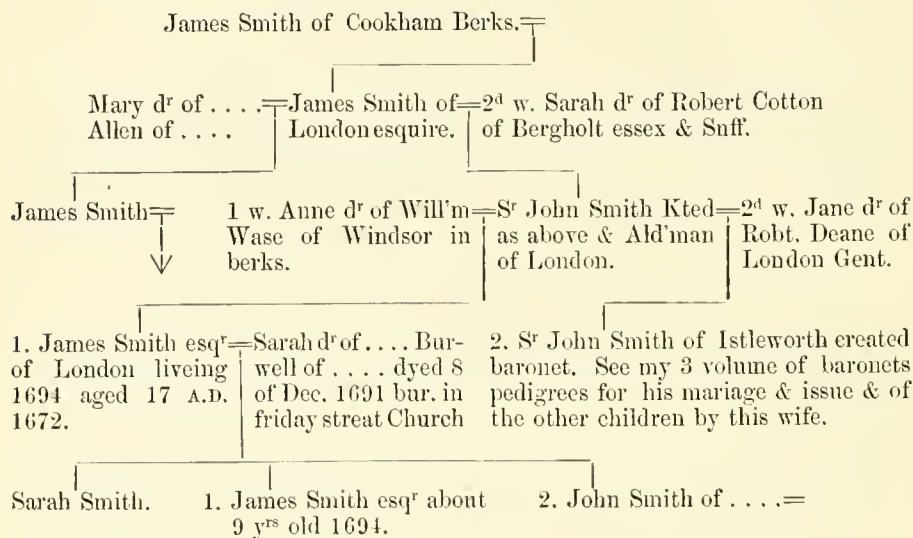 James Smith of Cookham Berks.
Mary dʳ of . . . .
Allen of . . . .
James Smith of
London esquire.
2ᵈ w. Sarah dʳ of Robert Cotton
of Bergholt essex & Suff.
James Smith
1 w. Anne dʳ of Will'm
Wase of Windsor in
berks.
Sʳ John Smith Kted
as above & Ald'man
of London.
2ᵈ w. Jane dʳ of
Robt. Deane of
London Gent.
1. James Smith esqʳ
of London liveing
1694 aged 17 A.D.
1672.
Sarah dʳ of . . . . Bur-
well of . . . . dyed 8
of Dec. 1691 bur. in
friday streat Church
2. Sʳ John Smith of Istleworth created
baronet. See my 3 volume of baronets
pedigrees for his mariage & issue & of
the other children by this wife.
Sarah Smith.
1. James Smith esqʳ about
9 yʳˢ old 1694.
2. John Smith of . . . .=